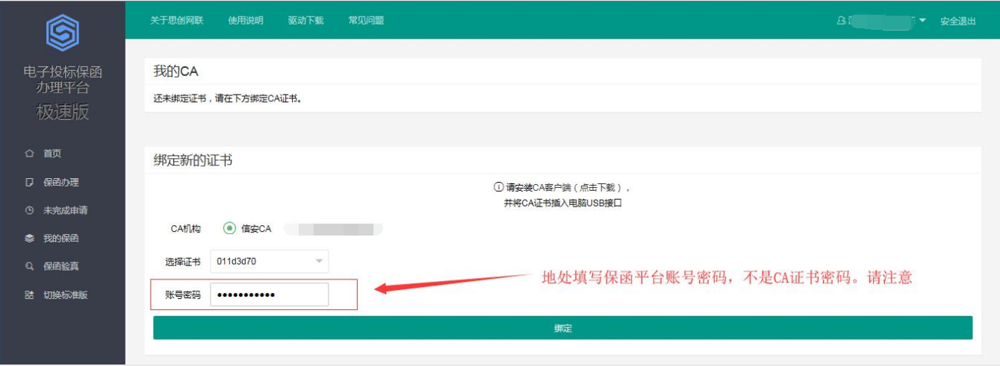 关于思创网联 使用说明 驱动下载 常见问题 安全退出
电子投标保函
办理平台
极速版
首页
保函办理
未完成申请
我的保函
保函验真
切换标准版
我的CA
还未绑定证书，请在下方绑定CA证书。
绑定新的证书
请安装CA客户端（点击下载），
并将CA证书插入电脑USB接口
CA机构 信安CA
选择证书 011d3d70
账号密码 •••••••••••
地处填写保函平台账号密码，不是CA证书密码。请注意
绑定